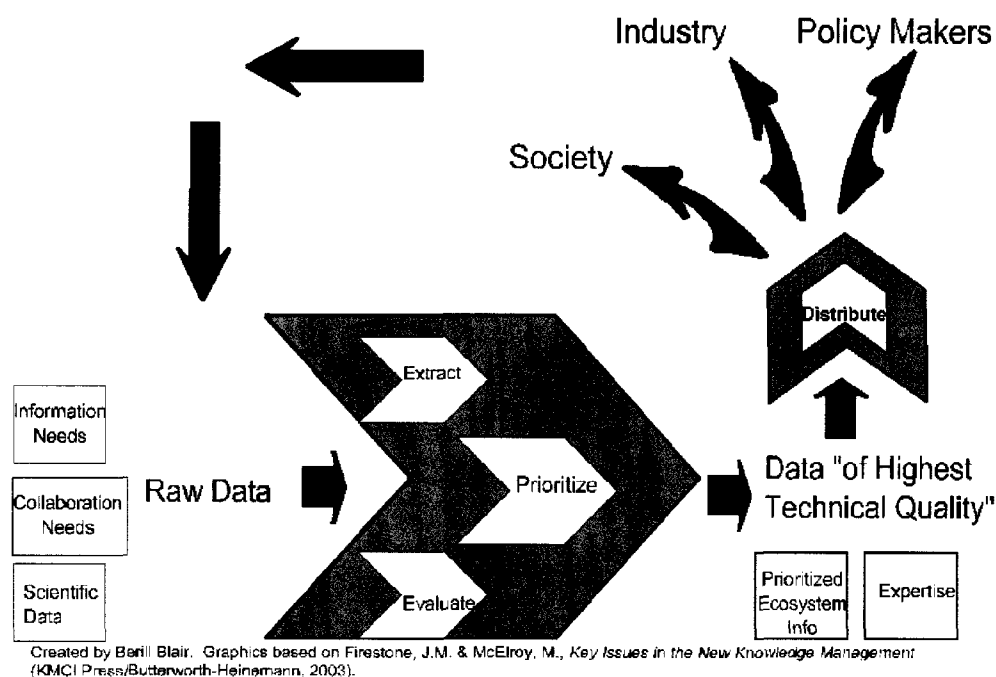 Industry
Policy Makers
Society
Distribute
Extract
Information
Needs
Collaboration
Needs
Raw Data
Prioritize
Data "of Highest
Technical Quality"
Scientific
Data
Evaluate
Prioritized
Ecosystem
Info
Expertise
Created by Berill Blair. Graphics based on Firestone, J.M. & McElroy, M., Key Issues in the New Knowledge Management
(KMCI Press/Butterworth-Heinemann, 2003).